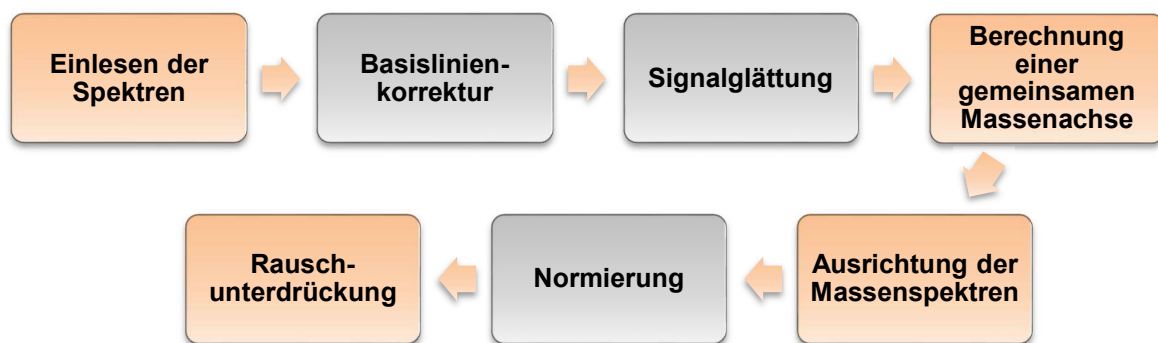 Einlesen der
Spektren
Basislinien-
korrektur
Signalglättung
Berechnung
einer
gemeinsamen
Massenachse
Ausrichtung der
Massenspektren
Normierung
Rausch-
unterdrückung